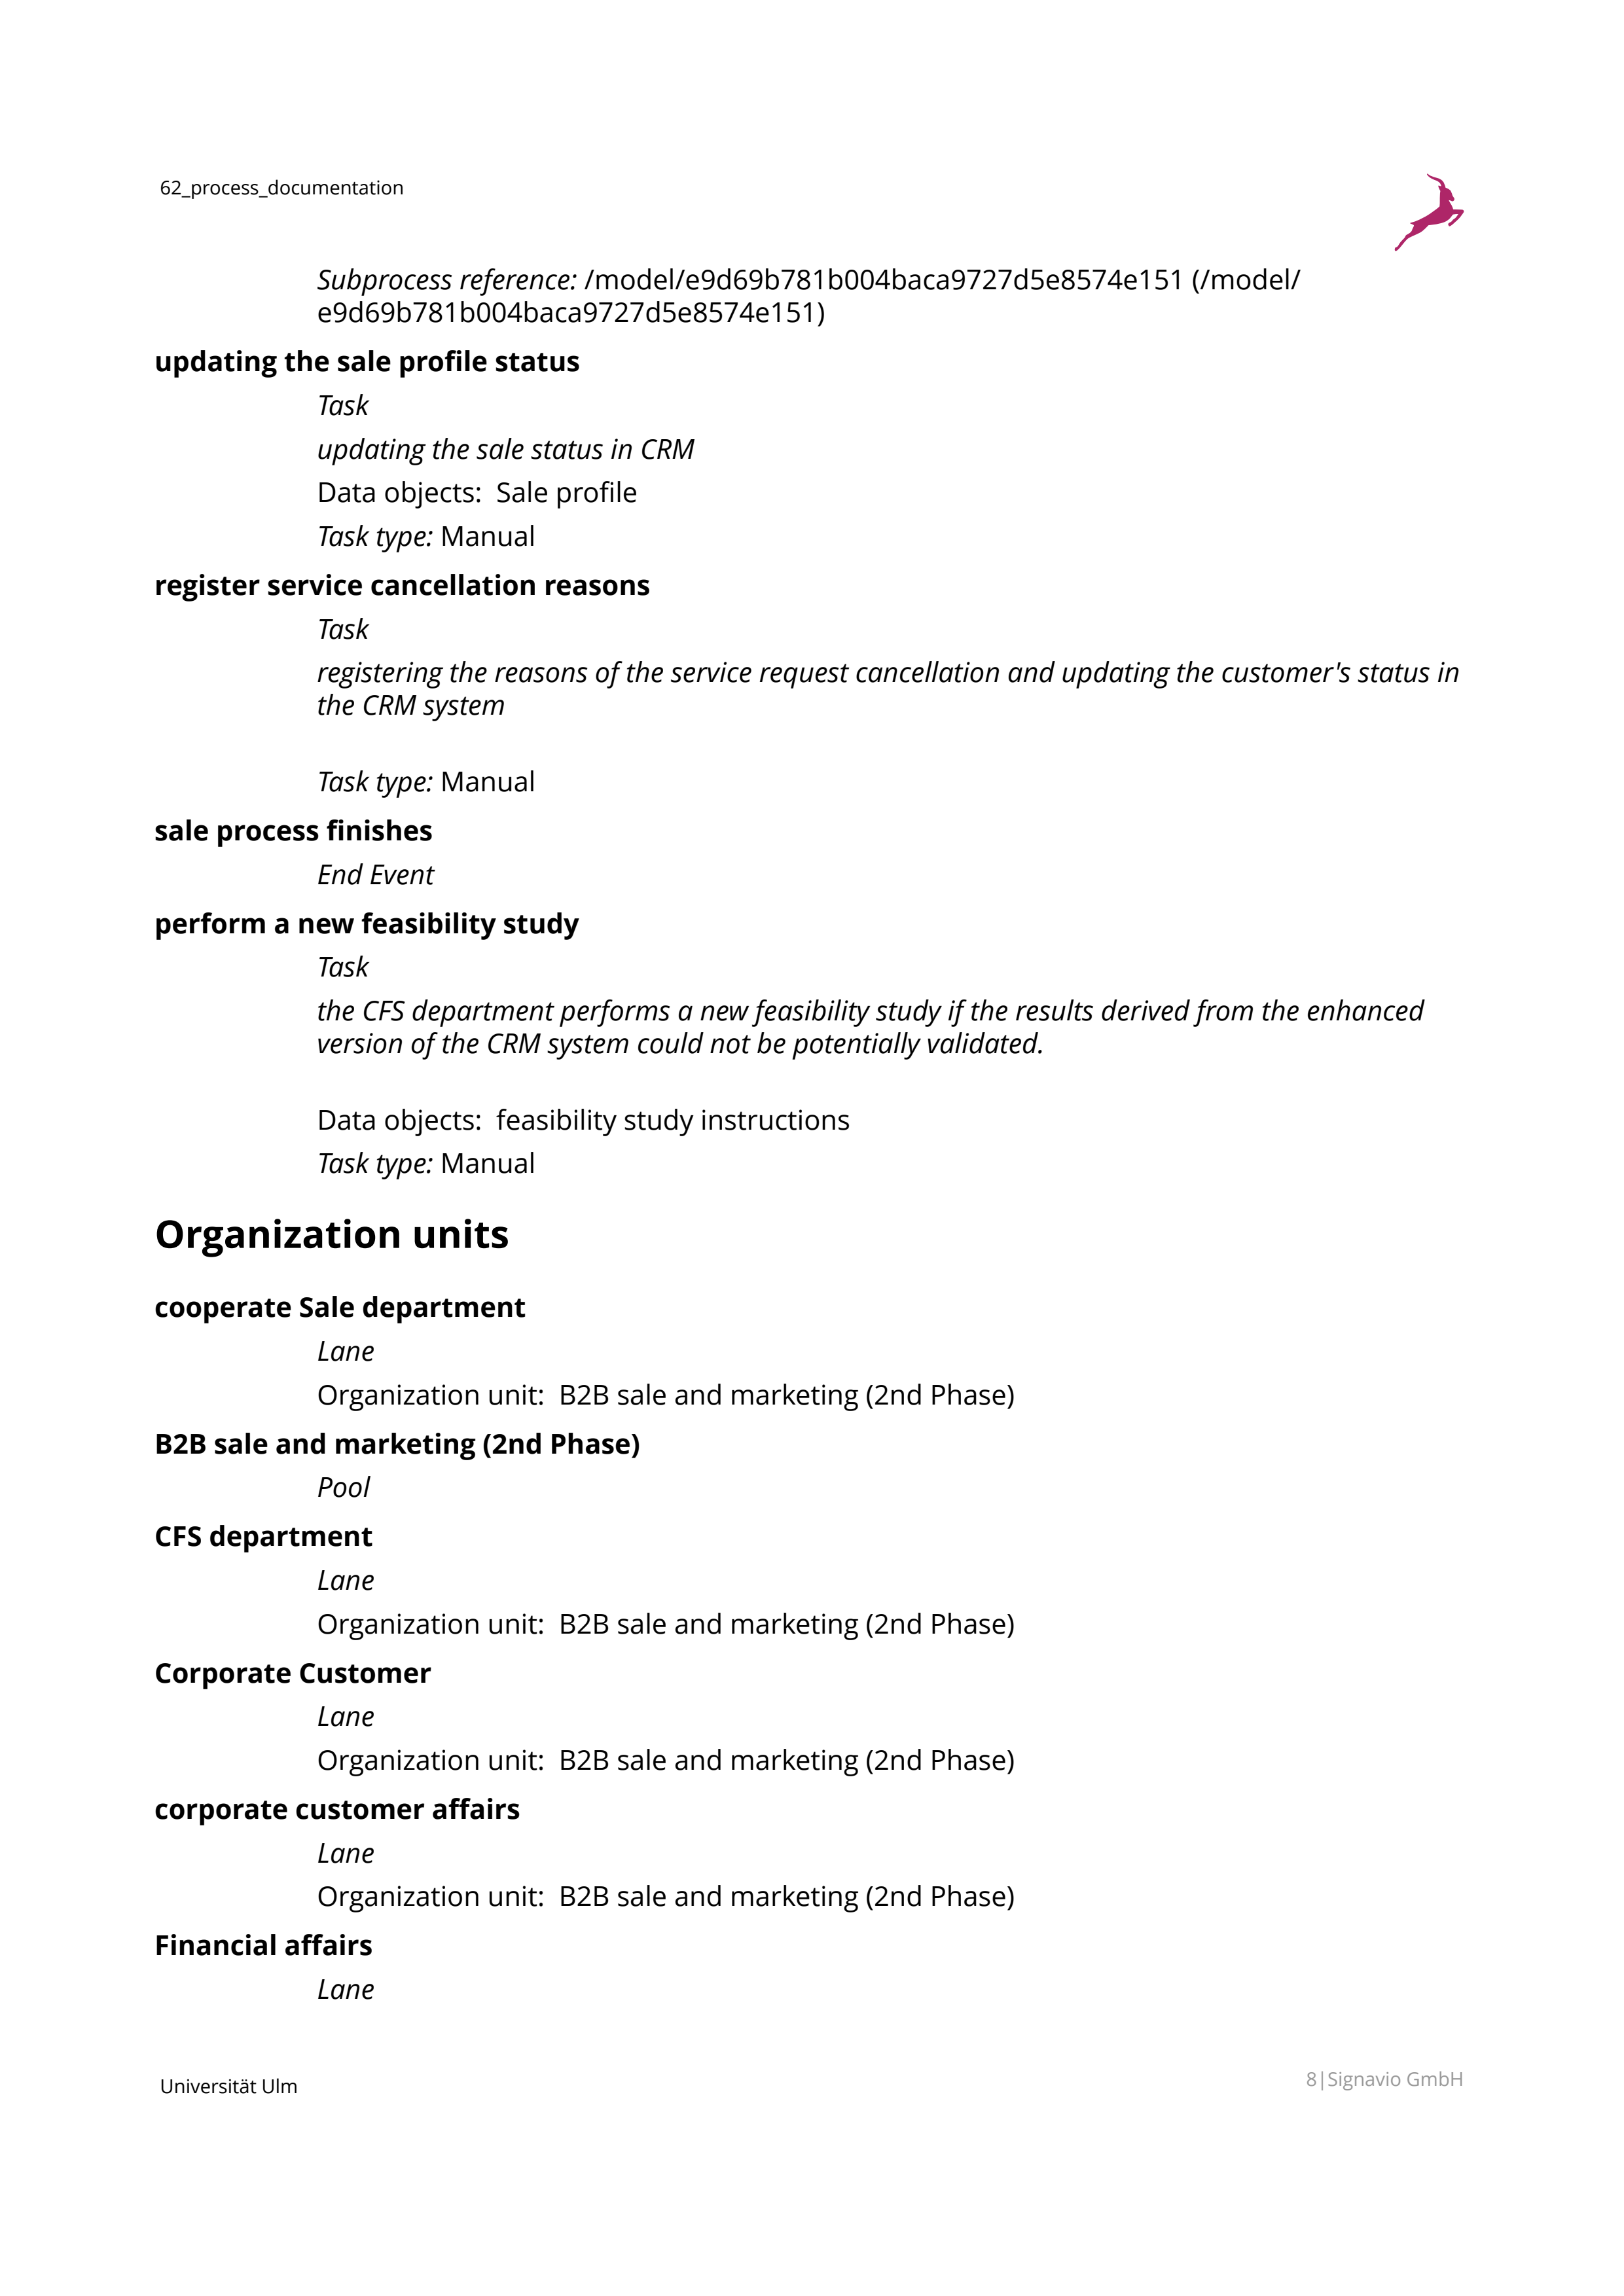 62_process_documentation
Subprocess reference: /model/e9d69b781b004baca9727d5e8574e151 (/model/
e9d69b781b004baca9727d5e8574e151)
updating the sale profile status
Task
updating the sale status in CRM
Data objects:  Sale profile
Task type: Manual
register service cancellation reasons
Task
registering the reasons of the service request cancellation and updating the customer's status in
the CRM system
Task type: Manual
sale process finishes
End Event
perform a new feasibility study
Task
the CFS department performs a new feasibility study if the results derived from the enhanced
version of the CRM system could not be potentially validated.
Data objects:  feasibility study instructions
Task type: Manual
Organization units
cooperate Sale department
Lane
Organization unit:  B2B sale and marketing (2nd Phase)
B2B sale and marketing (2nd Phase)
Pool
CFS department
Lane
Organization unit:  B2B sale and marketing (2nd Phase)
Corporate Customer
Lane
Organization unit:  B2B sale and marketing (2nd Phase)
corporate customer affairs
Lane
Organization unit:  B2B sale and marketing (2nd Phase)
Financial affairs
Lane
Universität Ulm
8|Signavio GmbH